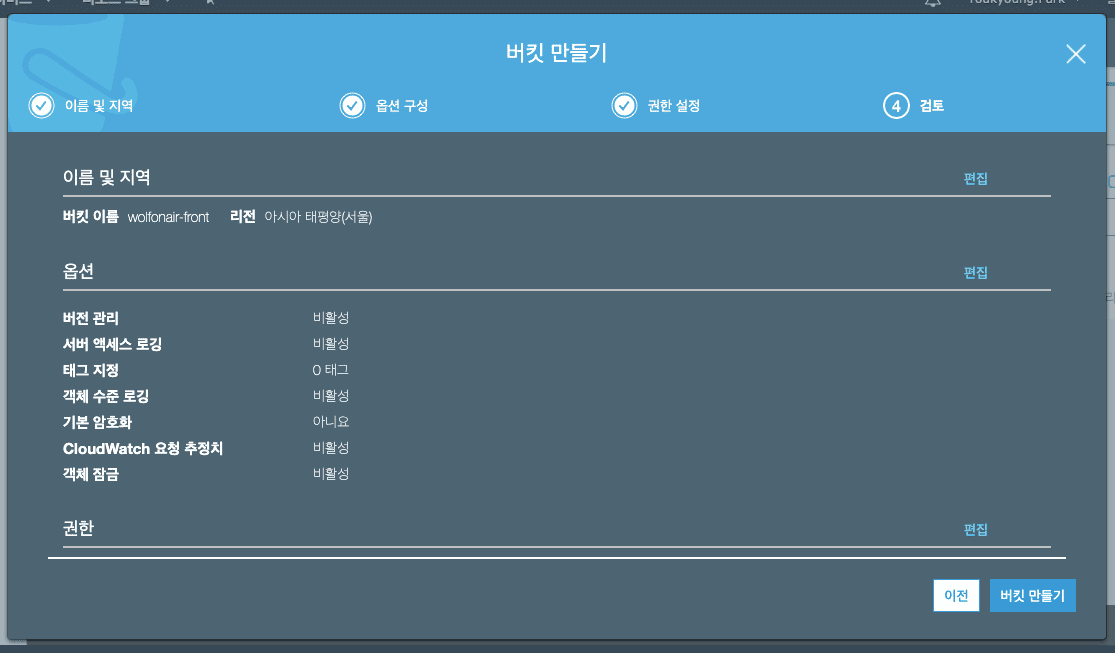 버킷 만들기
이름 및 지역 옵션 구성 권한 설정 4 검토
이름 및 지역 편집
버킷 이름 wolfonair-front 리전 아시아 태평양(서울)
옵션 편집
버전 관리 비활성
서버 액세스 로깅 비활성
태그 지정 0 태그
객체 수준 로깅 비활성
기본 암호화 아니요
CloudWatch 요청 추정치 비활성
객체 잠금 비활성
권한 편집
이전 버킷 만들기